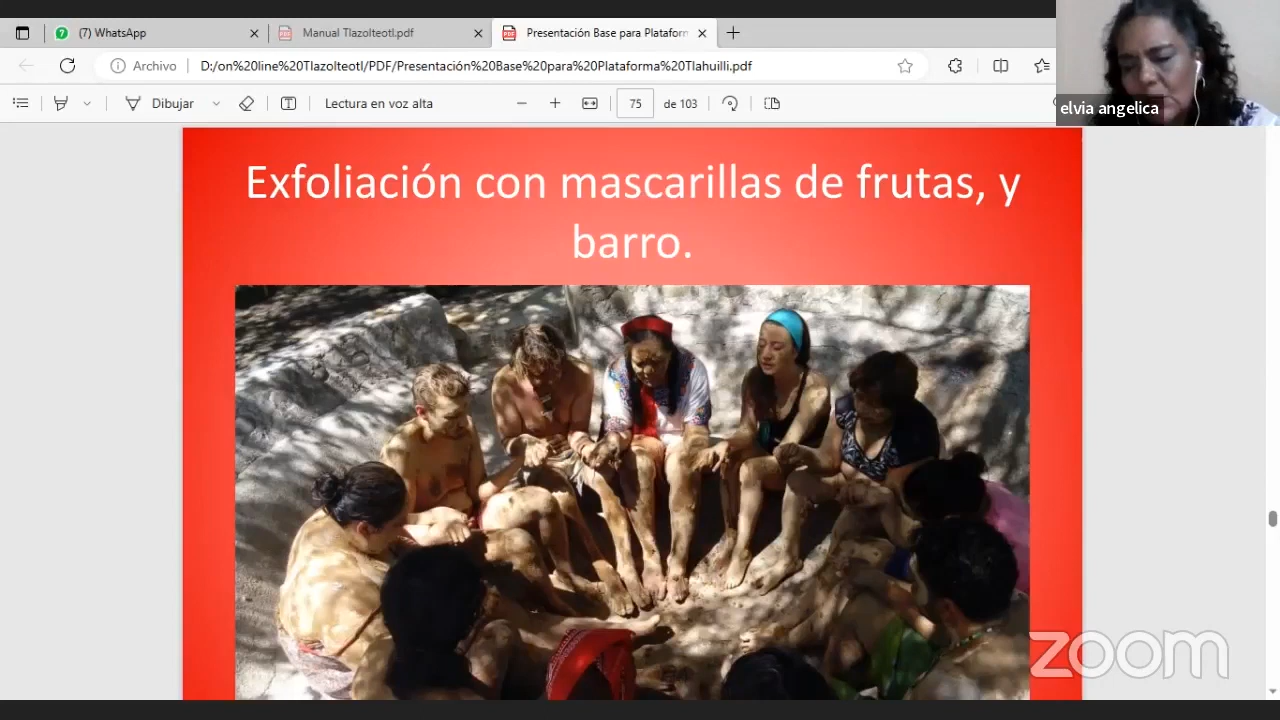 (7) WhatsApp
Manual Tlazolteotl.pdf
Presentación Base para Platafor
Archivo
D:/on%20line%20Tlazolteotl/PDF/Presentación%20Base%20para%20Plataforma%20Tlahuilli.pdf
Dibujar
Lectura en voz alta
75
de 103
elvia angelica
Exfoliación con mascarillas de frutas, y
barro.
zoom